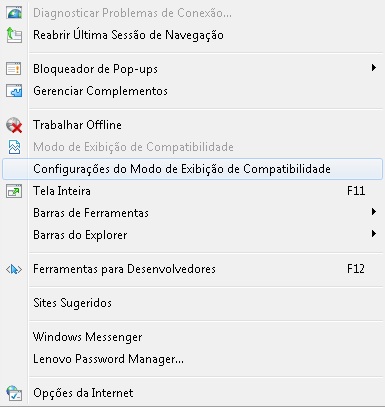 Diagnosticar Problemas de Conexão...
Reabrir Última Sessão de Navegação
Bloqueador de Pop-ups
Gerenciar Complementos
Trabalhar Offline
Modo de Exibição de Compatibilidade
Configurações do Modo de Exibição de Compatibilidade
Tela Inteira F11
Barras de Ferramentas
Barras do Explorer
Ferramentas para Desenvolvedores F12
Sites Sugeridos
Windows Messenger
Lenovo Password Manager...
Opções da Internet